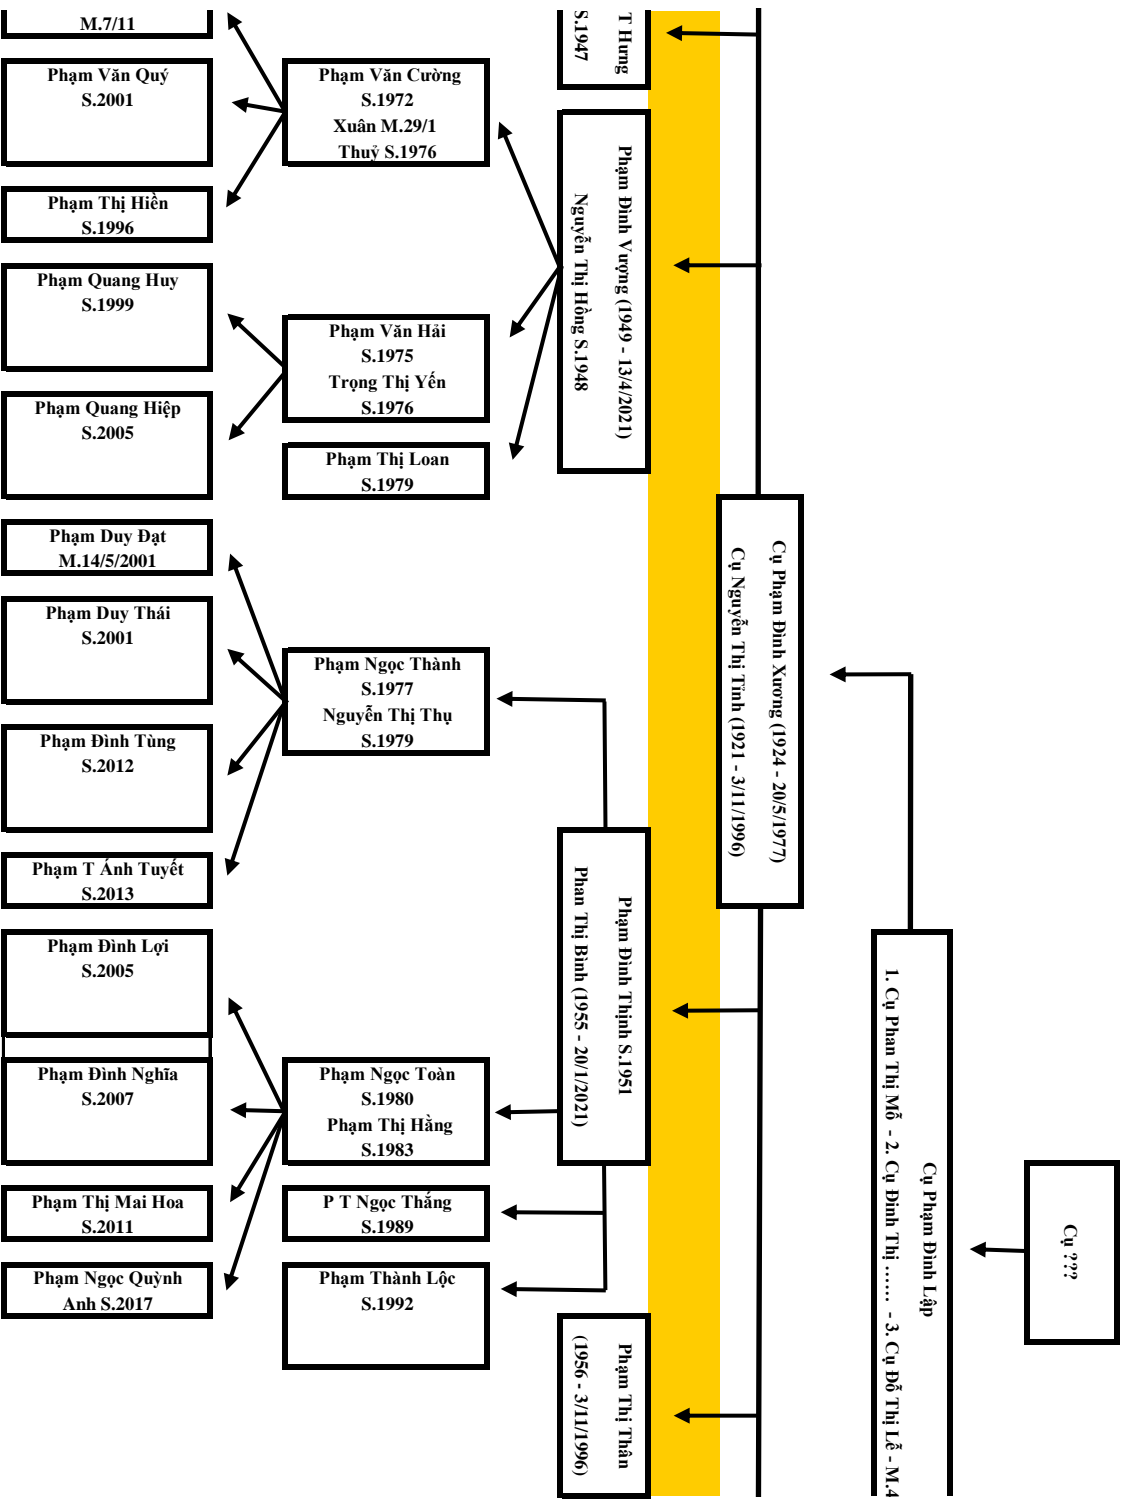 M.7/11
Phạm Văn Quý
S.2001
Phạm Thị Hiền
S.1996
Phạm Quang Huy
S.1999
Phạm Quang Hiệp
S.2005
Phạm Duy Đạt
M.14/5/2001
Phạm Duy Thái
S.2001
Phạm Đình Tùng
S.2012
Phạm T Ánh Tuyết
S.2013
Phạm Đình Lợi
S.2005
Phạm Đình Nghĩa
S.2007
Phạm Thị Mai Hoa
S.2011
Phạm Ngọc Quỳnh
Anh S.2017
Phạm Văn Cường
S.1972
Xuân M.29/1
Thuỷ S.1976
Phạm Văn Hải
S.1975
Trọng Thị Yến
S.1976
Phạm Thị Loan
S.1979
Phạm Ngọc Thành
S.1977
Nguyễn Thị Thụ
S.1979
Phạm Ngọc Toàn
S.1980
Phạm Thị Hằng
S.1983
P T Ngọc Thắng
S.1989
Phạm Thành Lộc
S.1992
T Hưng
S.1947
Phạm Đình Vượng (1949 - 13/4/2021)
Nguyễn Thị Hồng S.1948
Phạm Đình Thịnh S.1951
Phan Thị Bình (1955 - 20/1/2021)
Phạm Thị Thân
(1956 - 3/11/1996)
Cụ Phạm Đình Xương (1924 - 20/5/1977)
Cụ Nguyễn Thị Tĩnh (1921 - 3/11/1996)
Cụ Phạm Đình Lập
1. Cụ Phan Thị Mỗ - 2. Cụ Đinh Thị ...... - 3. Cụ Đỗ Thị Lễ - M.4
Cụ ???